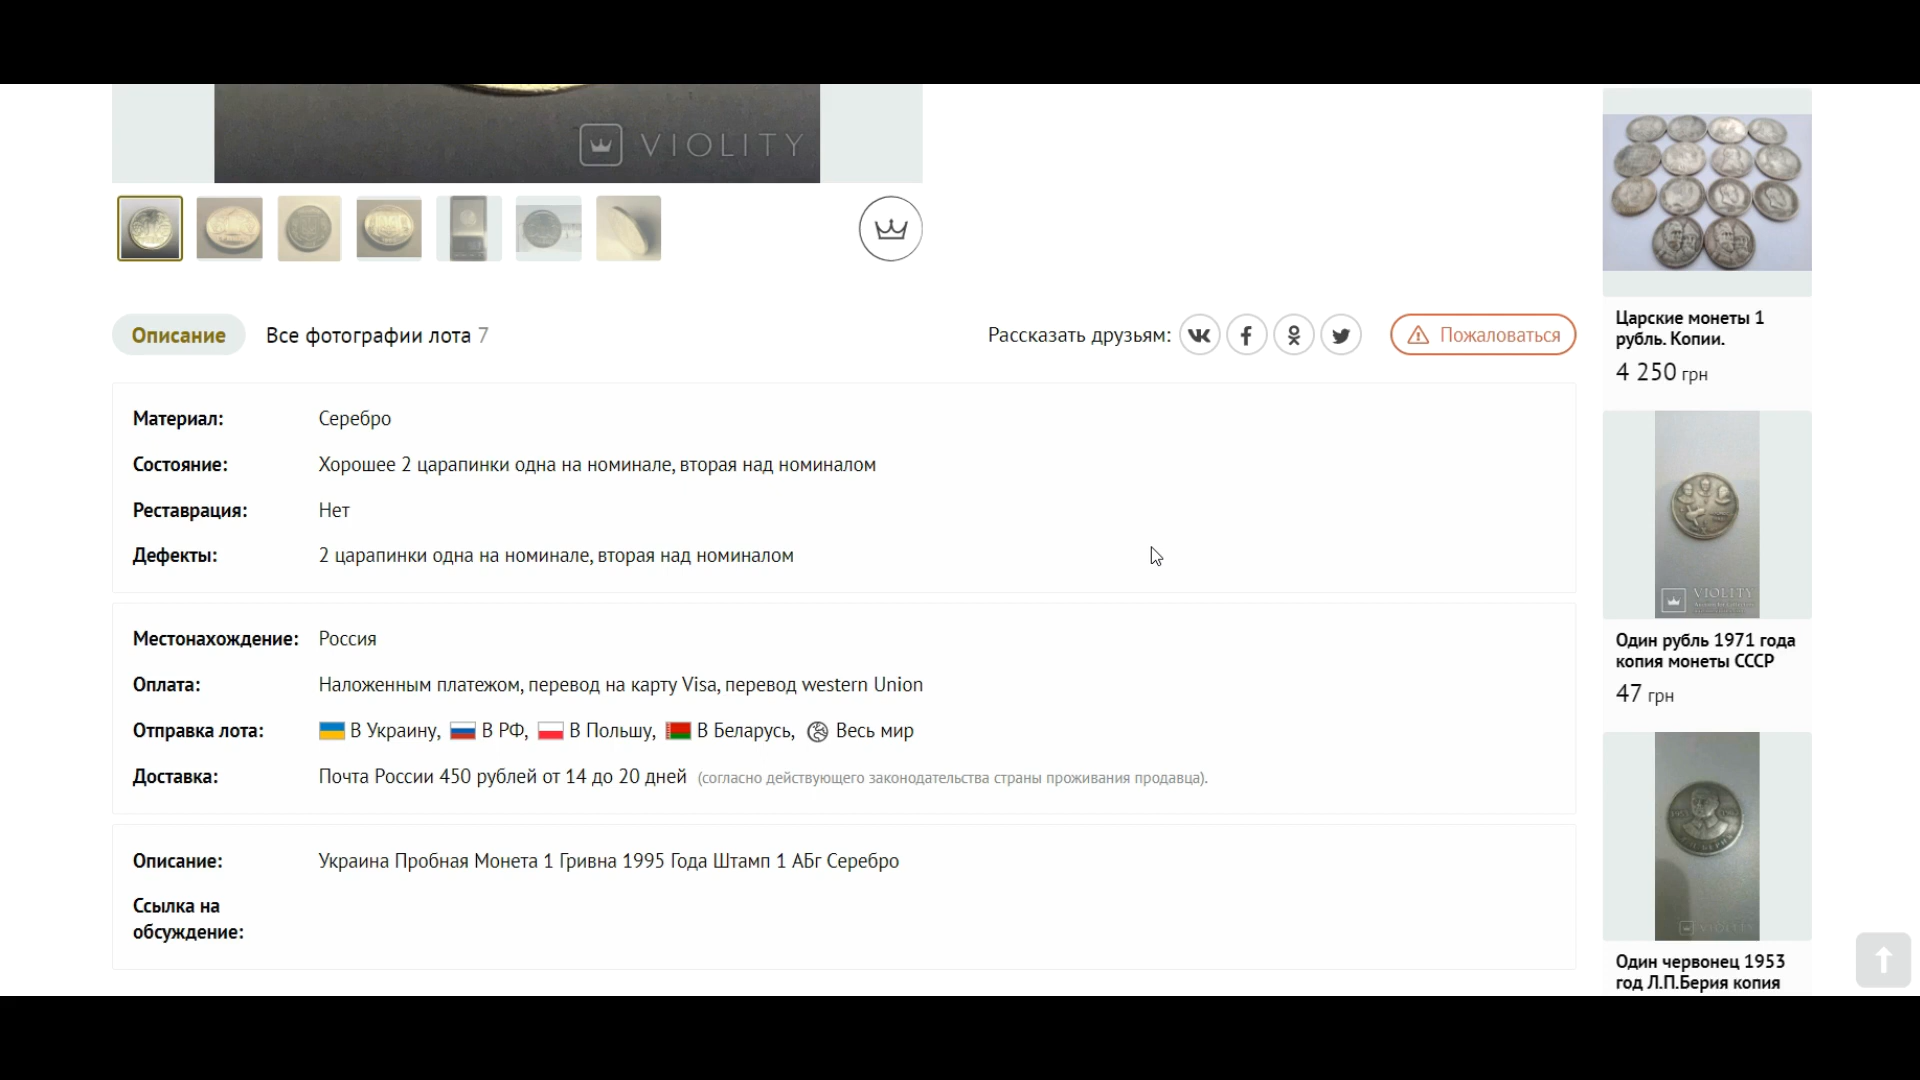 VIOLITY
Описание
Все фотографии лота 7
Рассказать друзьям:
Пожаловаться
Материал: Серебро
Состояние: Хорошее 2 царапинки одна на номинале, вторая над номиналом
Реставрация: Нет
Дефекты: 2 царапинки одна на номинале, вторая над номиналом
Местонахождение: Россия
Оплата: Наложенным платежом, перевод на карту Visa, перевод western Union
Отправка лота: В Украину, В РФ, В Польшу, В Беларусь, Весь мир
Доставка: Почта России 450 рублей от 14 до 20 дней (согласно действующего законодательства страны проживания продавца).
Описание: Украина Пробная Монета 1 Гривна 1995 Года Штамп 1 АБг Серебро
Ссылка на
обсуждение:
Царские монеты 1
рубль. Копии.
4 250 грн
VIOLITY
Один рубль 1971 года
копия монеты СССР
47 грн
VIOLITY
Один червонец 1953
год Л.П.Берия копия